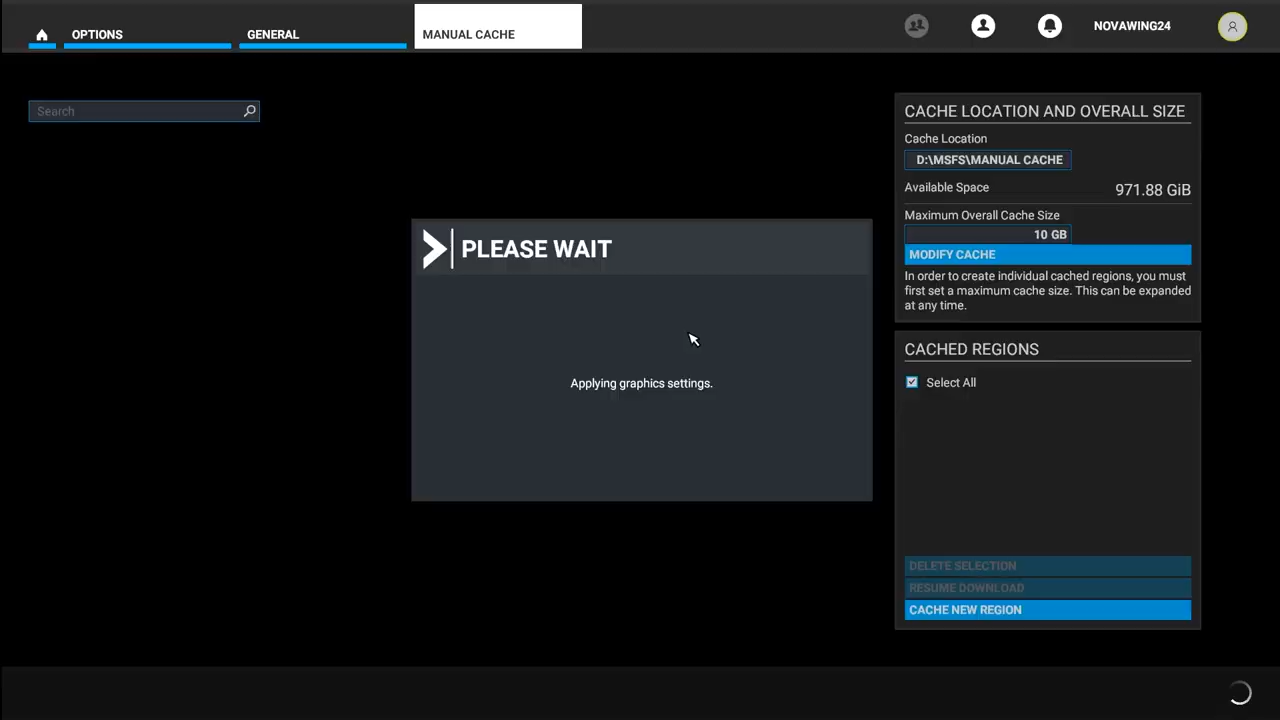 OPTIONS
GENERAL
MANUAL CACHE
NOVAWING24
Search
CACHE LOCATION AND OVERALL SIZE
Cache Location
D:\MSFS\MANUAL CACHE
Available Space
971.88 GiB
Maximum Overall Cache Size
10 GB
MODIFY CACHE
In order to create individual cached regions, you must
first set a maximum cache size. This can be expanded
at any time.
PLEASE WAIT
Applying graphics settings.
CACHED REGIONS
Select All
DELETE SELECTION
RESUME DOWNLOAD
CACHE NEW REGION